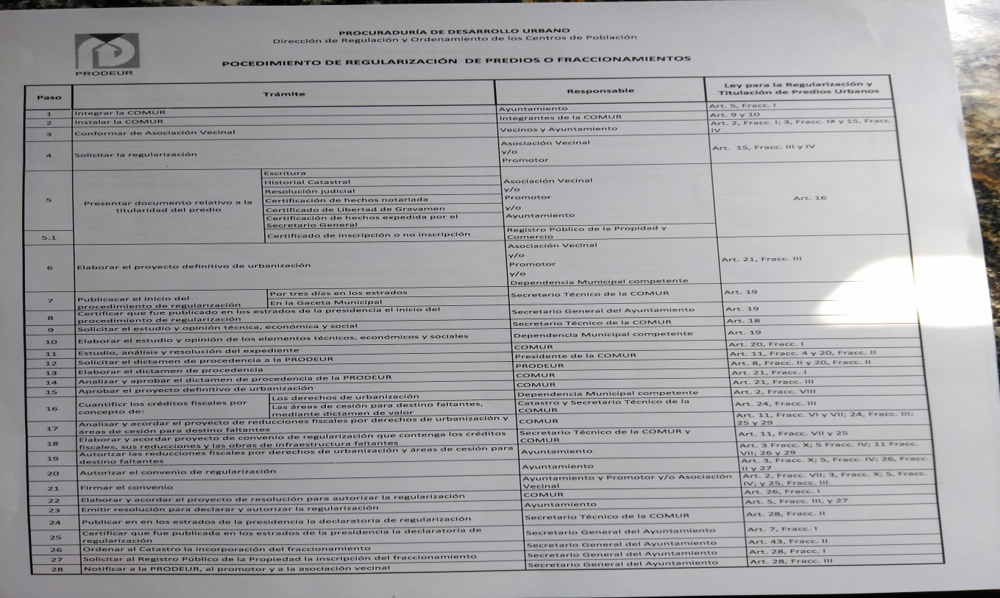 PROCURADURÍA DE DESARROLLO URBANO
Dirección de Regulación y Ordenamiento de los Centros de Población
PRODEUR
POCEDIMIENTO DE REGULARIZACIÓN DE PREDIOS O FRACCIONAMIENTOS
Paso
Trámite
Responsable
Ley para la Regularización y
Titulación de Predios Urbanos
1
Integrar la COMUR
Ayuntamiento
Art. 5, Fracc. I
2
Instalar la COMUR
Integrantes de la COMUR
Art. 9 y 10
3
Conformar de Asociación Vecinal
Vecinos y Ayuntamiento
Art. 2, Fracc. I; 3, Fracc. IX y 15, Fracc.
IV
4
Solicitar la regularización
Asociación Vecinal
y/o
Promotor
Art. 15, Fracc. III y IV
5
Presentar documento relativo a la
titularidad del predio
Escritura
Historial Catastral
Resolución judicial
Certificación de hechos notariada
Certificado de Libertad de Gravamen
Certificación de hechos expedida por el
Secretario General
Asociación Vecinal
y/o
Promotor
y/o
Ayuntamiento
Art. 16
5.1
Certificado de inscripción o no inscripción
Registro Público de la Propidad y
Comercio
6
Elaborar el proyecto definitivo de urbanización
Asociación Vecinal
y/o
Promotor
y/o
Dependencia Municipal competente
Art. 21, Fracc. III
7
Publicacar el inicio del
procedimiento de regularización
Por tres días en los estrados
En la Gaceta Municipal
Secretario Técnico de la COMUR
Art. 19
8
Certificar que fue publicado en los estrados de la presidencia el inicio del
procedimiento de regularización
Secretario General del Ayuntamiento
Art. 19
9
Solicitar el estudio y opinión técnica, económica y social
Secretario Técnico de la COMUR
Art. 18
10
Elaborar el estudio y opinión de los elementos técnicos, económicos y sociales
Dependencia Municipal competente
Art. 19
11
Estudio, análisis y resolución del expediente
COMUR
Art. 20, Fracc. I
12
Solicitar el dictamen de procedencia a la PRODEUR
Presidente de la COMUR
Art. 11, Fracc. 4 y 20, Fracc. II
13
Elaborar el dictamen de procedencia
PRODEUR
Art. 8, Fracc. II y 20, Fracc. II
14
Analizar y aprobar el dictamen de procedencia de la PRODEUR
COMUR
Art. 21, Fracc. I
15
Aprobar el proyecto definitivo de urbanización
COMUR
Art. 21, Fracc. III
16
Cuantificr los créditos fiscales por
concepto de:
Los derechos de urbanización
Dependencia Municipal competente
Art. 2, Fracc. VIII
Las áreas de cesión para destino faltantes,
mediante dictamen de valor
Catastro y Secretario Técnico de la
COMUR
Art. 24, Fracc. III
17
Analisar y acordar el proyecto de reducciones fiscales por derechos de urbanización y
áreas de cesión para destino faltantes
COMUR
Art. 11, Fracc. VI y VII; 24, Fracc. III;
25 y 29
18
Elaborar y acordar proyecto de convenio de regularización que contenga los créditos
fiscales, sus reducciones y las obras de infraestructura faltantes
Secretario Técnico de la COMUR y
COMUR
Art. 11, Fracc. VII y 25
19
Autorizar las reducciones fiscales por derechos de urbanización y áreas de cesión para
destino faltantes
Ayuntamiento
Art. 3 Fracc. X; 5 Fracc. IV; 11 Fracc.
VII; 26 y 29
20
Autorizar el convenio de regularización
Ayuntamiento
Art. 3, Fracc. X; 5, Fracc. IV; 26, Fracc.
II y 27
21
Firmar el convenio
Ayuntamiento y Promotor y/o Asociación
Vecinal
Art. 2, Fracc. VII; 3, Fracc. X; 5, Fracc.
IV; y 25, Fracc. III
22
Elaborar y acordar el proyecto de resolución para autorizar la regularización
COMUR
Art. 26, Fracc. I
23
Emitir resolución para declarar y autorizar la regularización
Ayuntamiento
Art. 5, Fracc. III, y 27
24
Publicar en en los estrados de la presidencia la declaratoria de regularización
Secretario Técnico de la COMUR
Art. 28, Fracc. II
25
Certificar que fue publicada en los estrados de la presidencia la declaratoria de
regularización
Secretario General del Ayuntamiento
Art. 7, Fracc. I
26
Ordenar al Catastro la incorporación del fraccionamiento
Secretario General del Ayuntamiento
Art. 43, Fracc. II
27
Solicitar al Registro Público de la Propiedad la inscripción del fraccionamiento
Secretario General del Ayuntamiento
Art. 28, Fracc. I
28
Notificar a la PRODEUR, al promotor y a la asociación vecinal
Secretario General del Ayuntamiento
Art. 28, Fracc. III